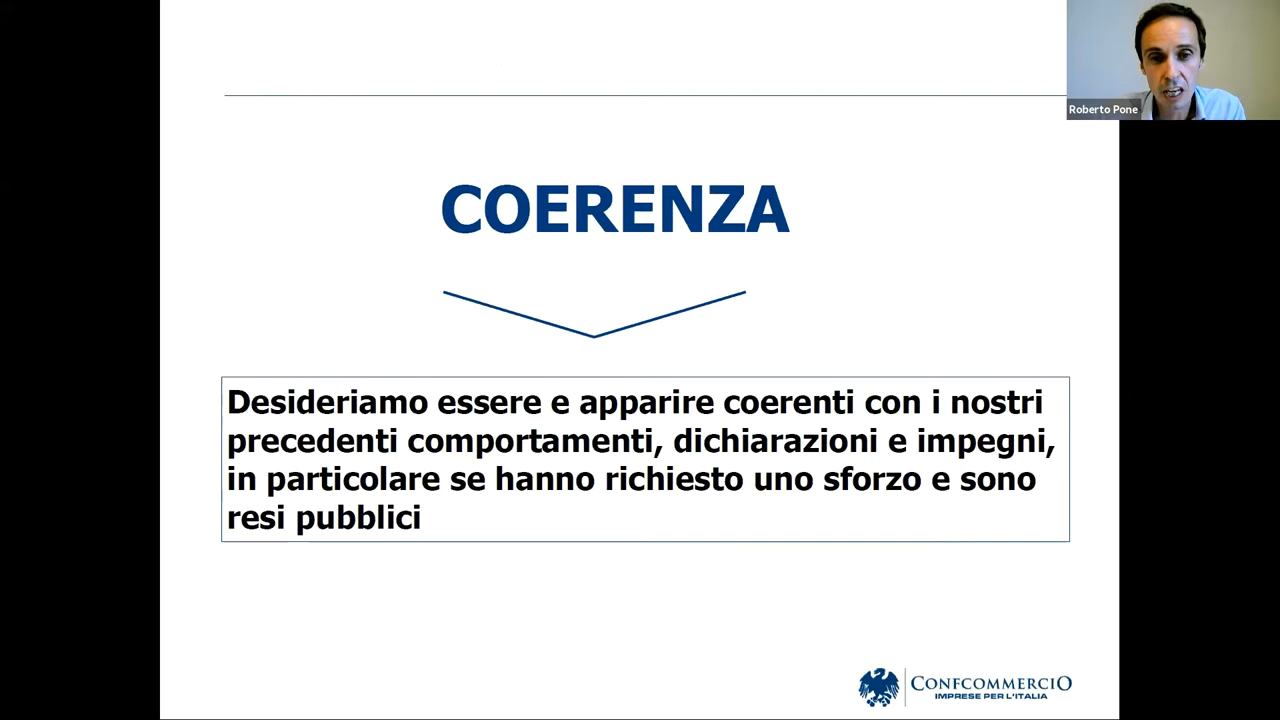 Roberto Pone
COERENZA
Desideriamo essere e apparire coerenti con i nostri
precedenti comportamenti, dichiarazioni e impegni,
in particolare se hanno richiesto uno sforzo e sono
resi pubblici
CONFCOMMERCIO
IMPRESE PER L'ITALIA